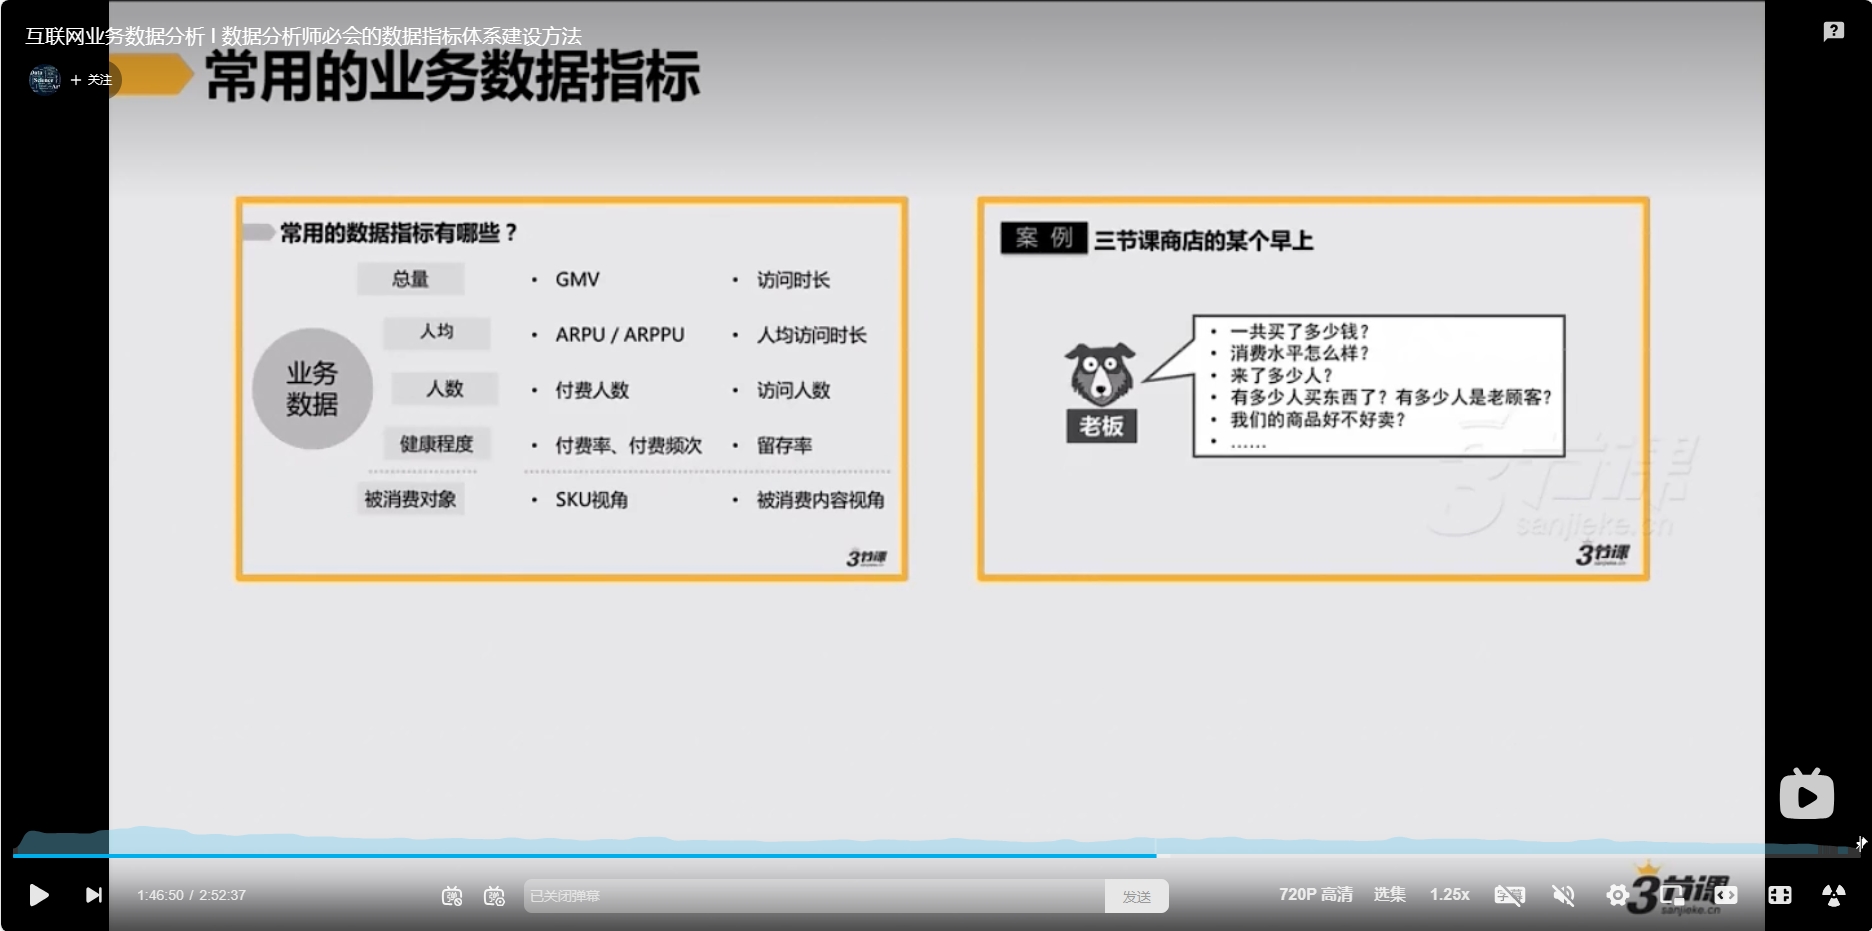 互联网业务数据分析 | 数据分析师必会的数据指标体系建设方法
+ 关注
常用的业务数据指标
常用的数据指标有哪些？
业务
数据
总量
• GMV
• 访问时长
人均
• ARPU / ARPPU
• 人均访问时长
人数
• 付费人数
• 访问人数
健康程度
• 付费率、付费频次
• 留存率
被消费对象
• SKU视角
• 被消费内容视角
3节课
案 例
三节课商店的某个早上
老板
• 一共买了多少钱？
• 消费水平怎么样？
• 来了多少人？
• 有多少人买东西了？有多少人是老顾客？
• 我们的商品好不好卖？
• ……
3节课
sanjieke.cn
3节课
1:46:50 / 2:52:37
已关闭弹幕
发送
720P 高清
选集
1.25x
3节课
sanjieke.cn